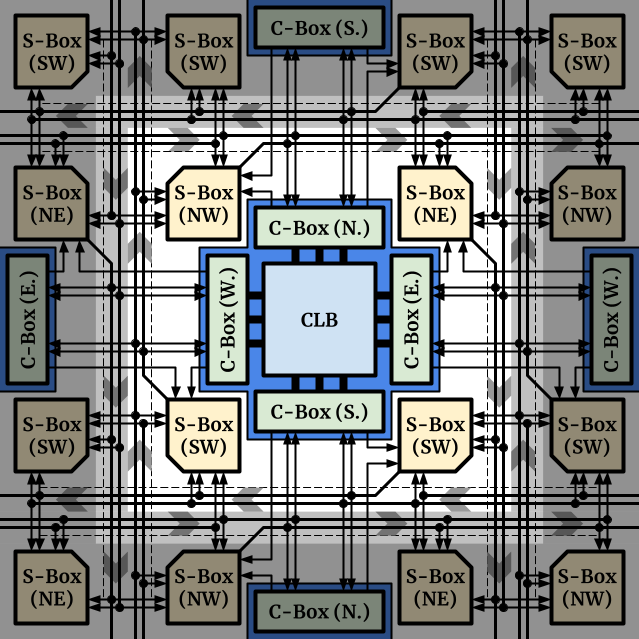 C-Box (S.)
S-Box
(SW)
S-Box
(SW)
S-Box
(SW)
S-Box
(SW)
S-Box
(NE)
S-Box
(NW)
S-Box
(NE)
S-Box
(NW)
C-Box (N.)
C-Box (E.)
C-Box (W.)
CLB
C-Box (E.)
C-Box (W.)
C-Box (S.)
S-Box
(SW)
S-Box
(SW)
S-Box
(SW)
S-Box
(SW)
S-Box
(NE)
S-Box
(NW)
S-Box
(NE)
S-Box
(NW)
C-Box (N.)